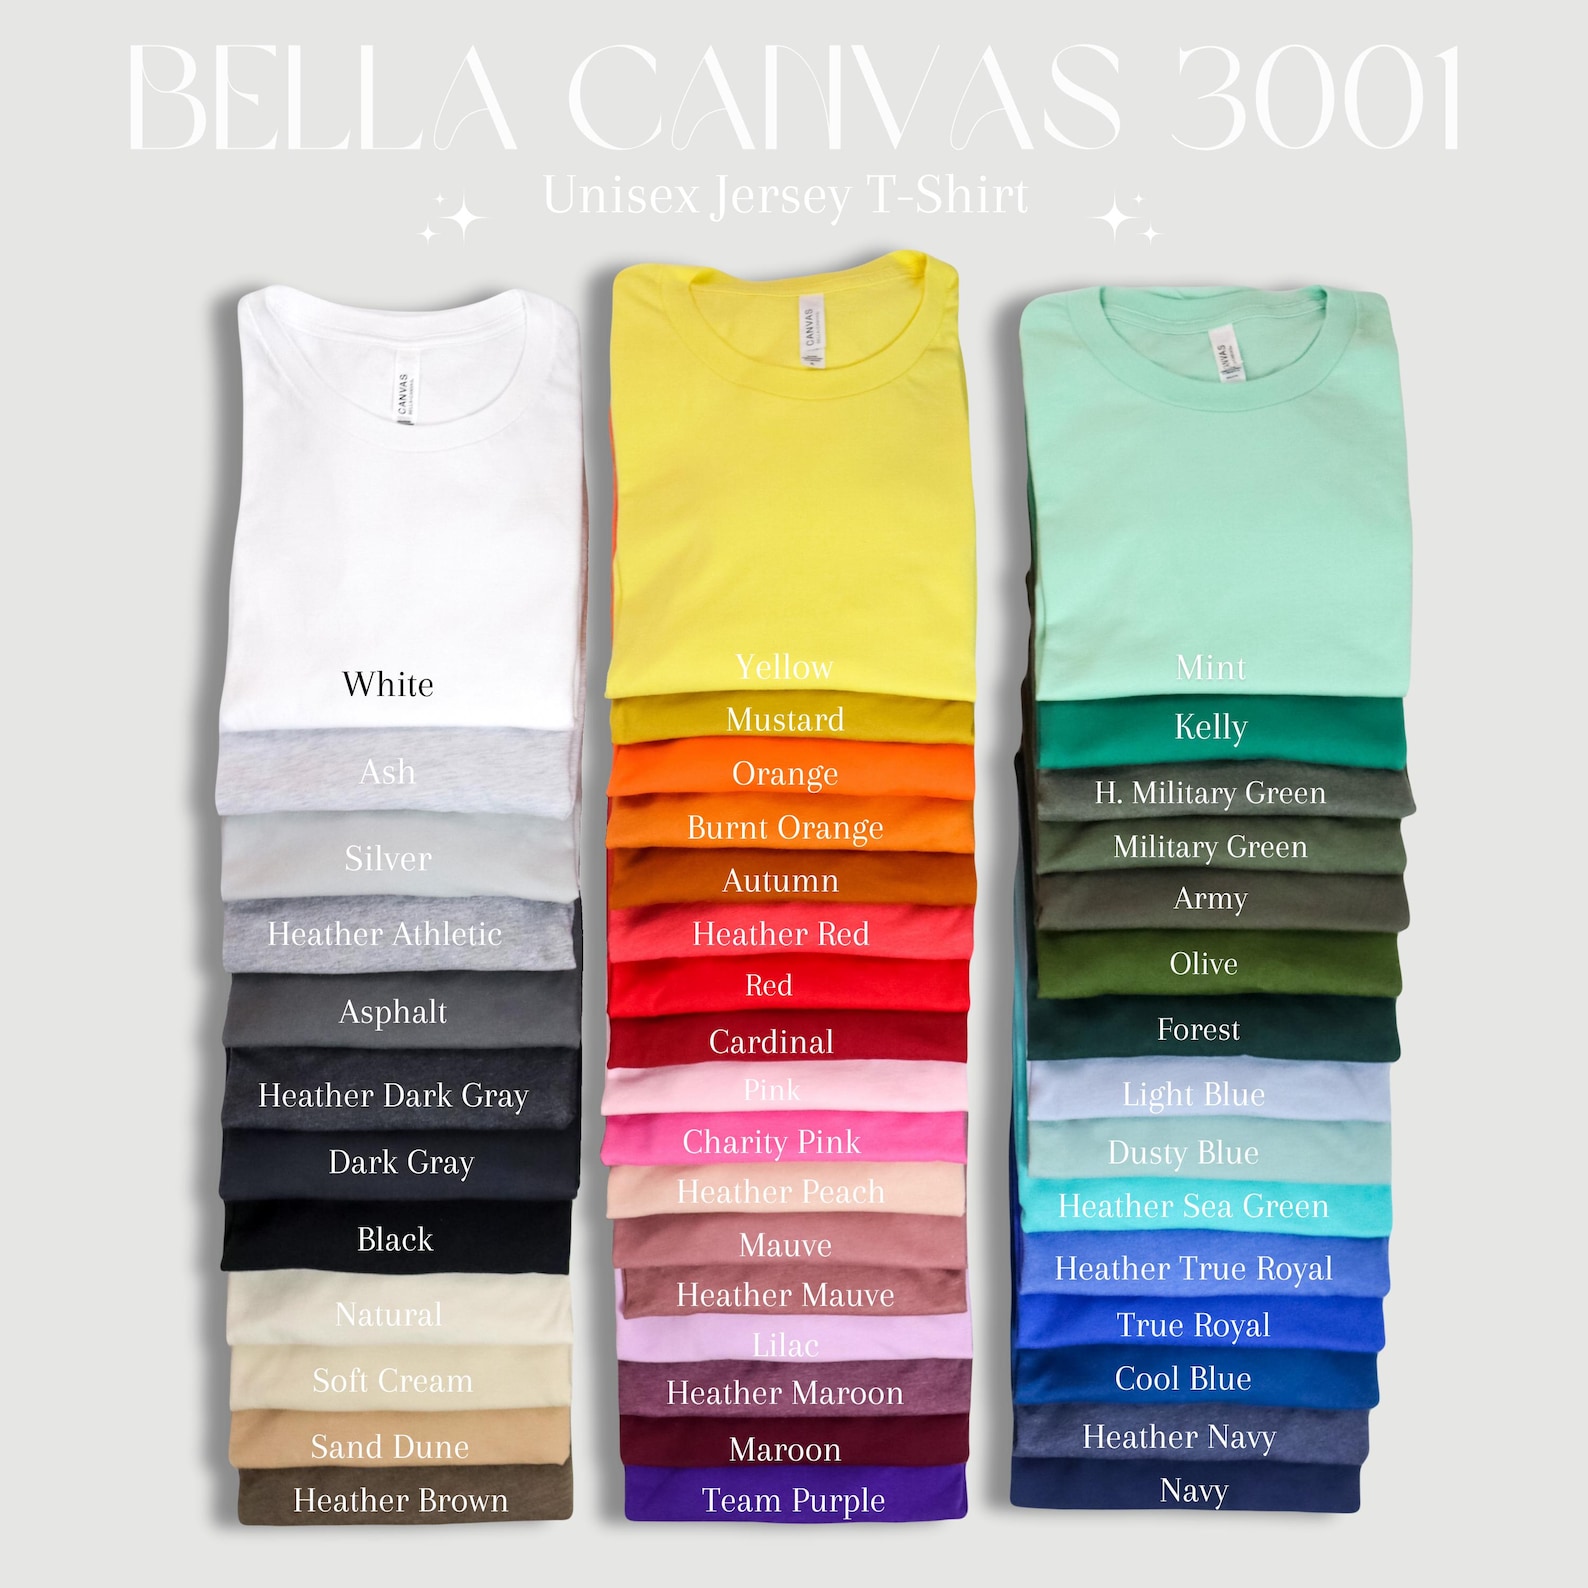 BELLA CANVAS 3001
Unisex Jersey T-Shirt
CANVAS
White
Ash
Silver
Heather Athletic
Asphalt
Heather Dark Gray
Dark Gray
Black
Natural
Soft Cream
Sand Dune
Heather Brown
CANVAS
Yellow
Mustard
Orange
Burnt Orange
Autumn
Heather Red
Red
Cardinal
Pink
Charity Pink
Heather Peach
Mauve
Heather Mauve
Lilac
Heather Maroon
Maroon
Team Purple
Mint
Kelly
H. Military Green
Military Green
Army
Olive
Forest
Light Blue
Dusty Blue
Heather Sea Green
Heather True Royal
True Royal
Cool Blue
Heather Navy
Navy